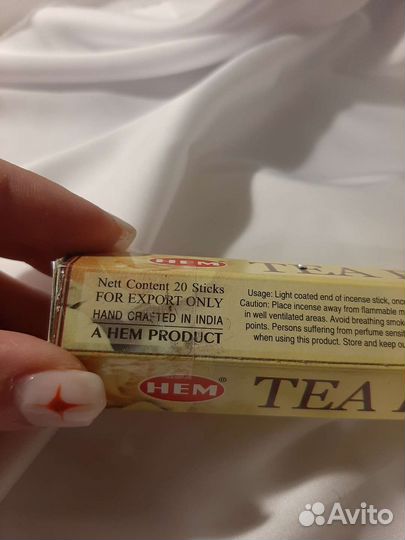 HEM TEA
Nett Content 20 Sticks
FOR EXPORT ONLY
HAND CRAFTED IN INDIA
A HEM PRODUCT
Usage: Light coated end of incense stick, once
Caution: Place incense away from flammable
in well ventilated areas. Avoid breathing smoke
points. Persons suffering from perfume
when using this product. Store and keep
HEM® TEA
Avito